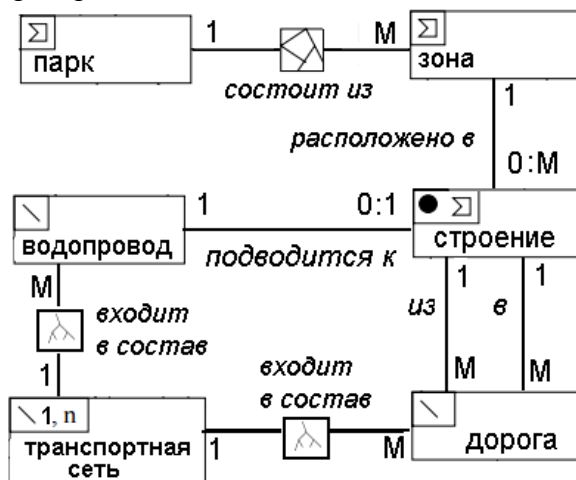 Σ
парк
1
М
состоит из
Σ
зона
1
расположено в
0:М
водопровод
1
0:1
подводится к
Σ
строение
М
входит
в состав
1
1
1
из
в
М
М
1, n
транспортная
сеть
1
входит
в состав
М
дорога